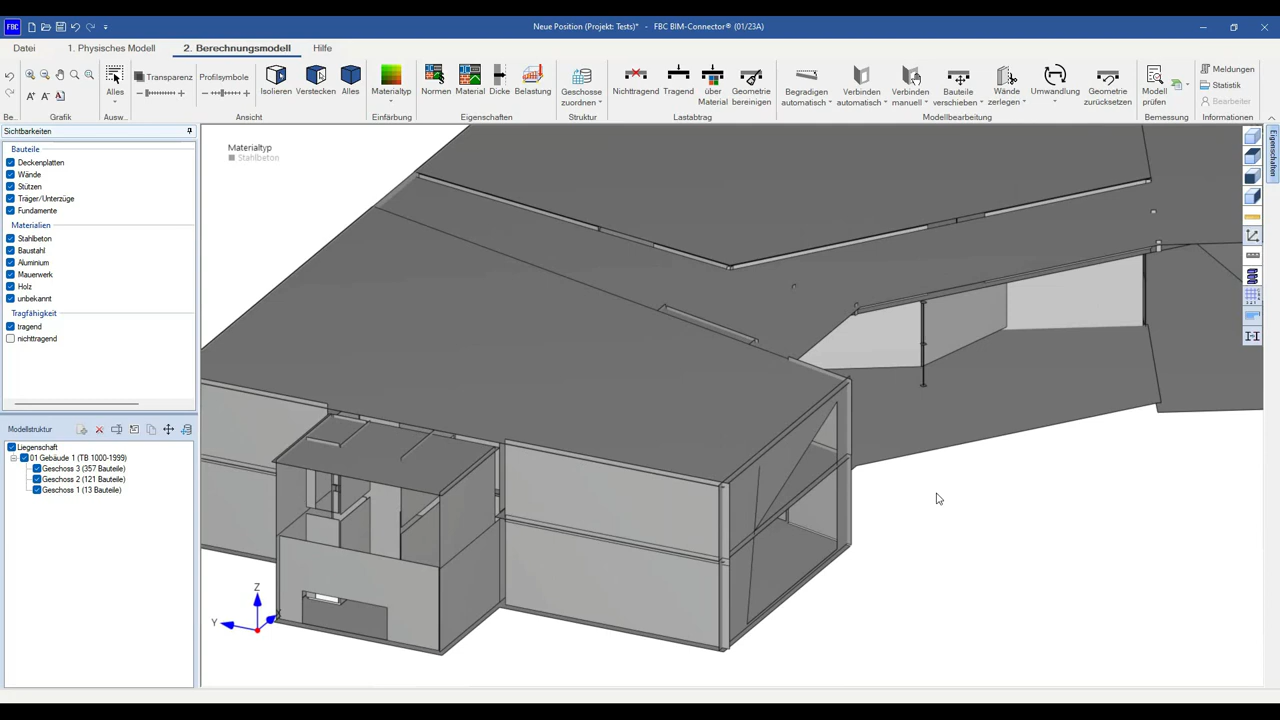 FBC
Neue Position (Projekt: Tests)* - FBC BIM-Connector® (01/23A)
Datei 1. Physisches Modell 2. Berechnungsmodell Hilfe
Alles
Transparenz
Profilsymbole
Isolieren Verstecken Alles
Materialtyp
Normen Material Dicke Belastung
Geschosse zuordnen
Nichttragend Tragend über Material Geometrie bereinigen
Begradigen automatisch Verbinden automatisch Verbinden manuell Bauteile verschieben Wände zerlegen Umwandlung Geometrie zurücksetzen
Modell prüfen
Meldungen
Statistik
Bearbeiter
Be... Grafik Ausw... Ansicht Einfärbung Eigenschaften Struktur Lastabtrag Modellbearbeitung Bemessung Informationen
Sichtbarkeiten
Bauteile
Deckenplatten
Wände
Stützen
Träger/Unterzüge
Fundamente
Materialien
Stahlbeton
Baustahl
Aluminium
Mauerwerk
Holz
unbekannt
Tragfähigkeit
tragend
nichttragend
Modellstruktur
Liegenschaft
01 Gebäude 1 (TB 1000-1999)
Geschoss 3 (357 Bauteile)
Geschoss 2 (121 Bauteile)
Geschoss 1 (13 Bauteile)
Materialtyp
Stahlbeton
Eigenschaften
Z
Y